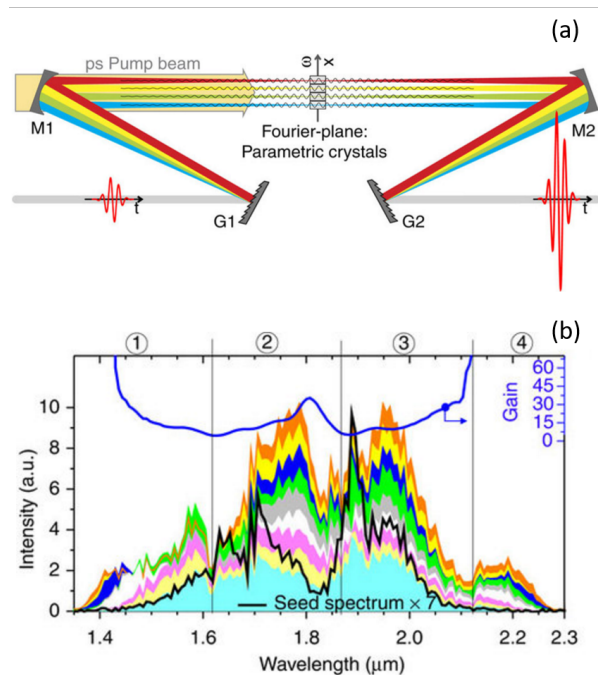 (a)
ps Pump beam
ω
x
M1
M2
Fourier-plane:
Parametric crystals
t
G1
G2
t
(b)
① ② ③ ④
60
45
30
15
0
Gain
10
8
6
4
2
0
Intensity (a.u.)
Seed spectrum × 7
1.4 1.6 1.8 2.0 2.2 2.3
Wavelength (μm)